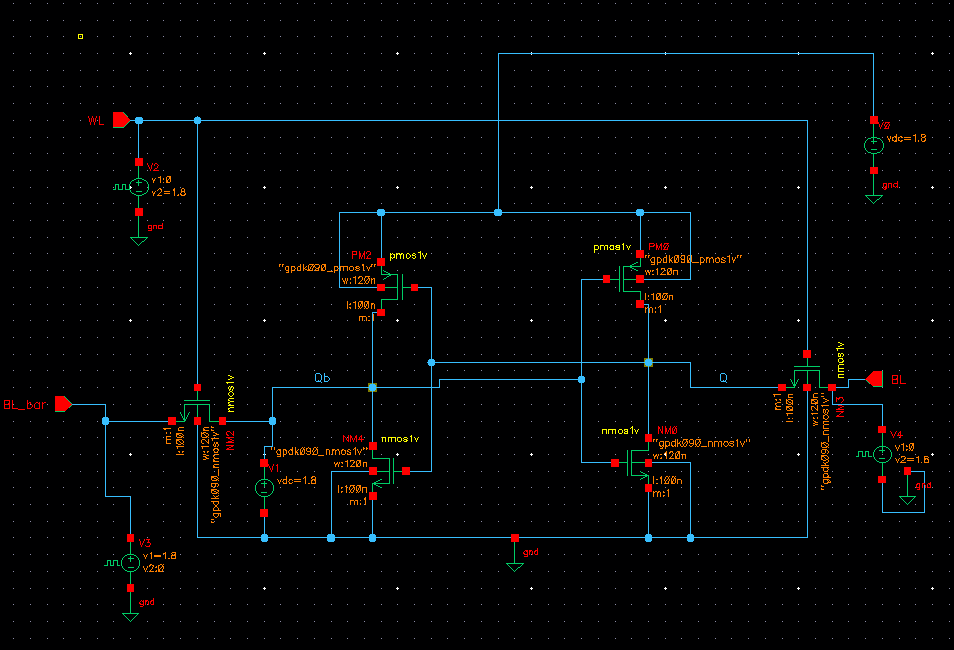 WL
V2
v1:0
v2=1.8
gnd
V0
vdc=1.8
gnd
PM2
pmos1v
"gpdk090_pmos1v"
w:120n
l:100n
m:1
pmos1v
PM0
"gpdk090_pmos1v"
w:120n
l:100n
m:1
BL_bar
m:1
l:100n
w:120n
"gpdk090_nmos1v"
nmos1v
NM2
Qb
V1
vdc=1.8
NM4
nmos1v
"gpdk090_nmos1v"
w:120n
l:100n
m:1
nmos1v
NM0
"gpdk090_nmos1v"
w:120n
l:100n
m:1
Q
m:1
l:100n
w:120n
"gpdk090_nmos1v"
nmos1v
NM3
BL
V4
v1:0
v2=1.8
gnd
V3
v1=1.8
v2:0
gnd
gnd